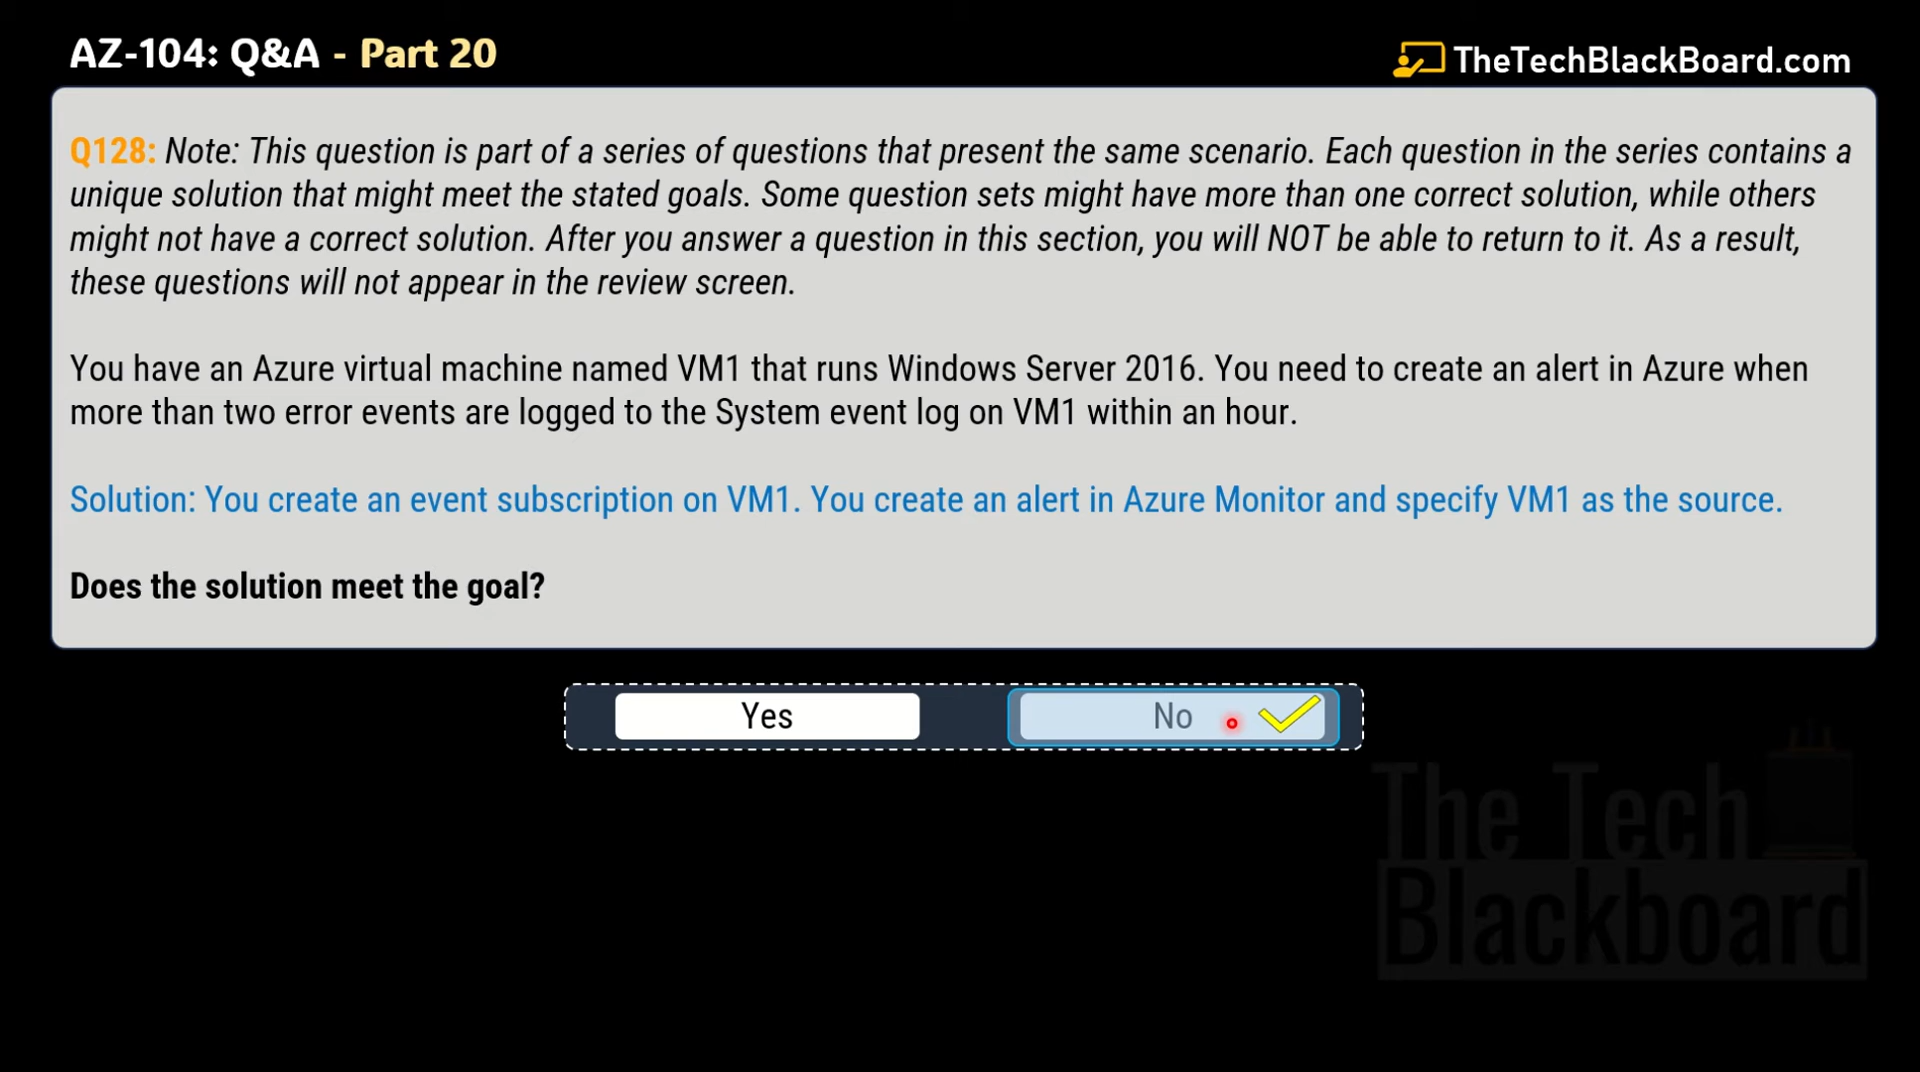 AZ-104: Q&A - Part 20
TheTechBlackBoard.com
Q128: Note: This question is part of a series of questions that present the same scenario. Each question in the series contains a
unique solution that might meet the stated goals. Some question sets might have more than one correct solution, while others
might not have a correct solution. After you answer a question in this section, you will NOT be able to return to it. As a result,
these questions will not appear in the review screen.
You have an Azure virtual machine named VM1 that runs Windows Server 2016. You need to create an alert in Azure when
more than two error events are logged to the System event log on VM1 within an hour.
Solution: You create an event subscription on VM1. You create an alert in Azure Monitor and specify VM1 as the source.
Does the solution meet the goal?
Yes
No
The Tech
Blackboard